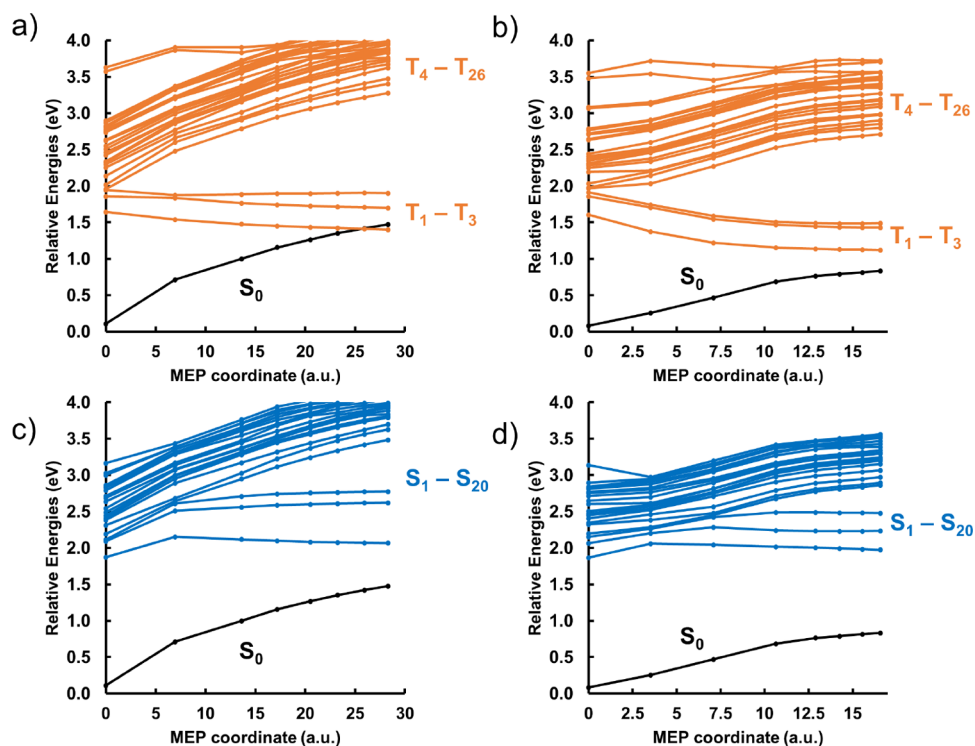 a)
4.0
3.5
3.0
2.5
2.0
1.5
1.0
0.5
0.0
Relative Energies (eV)
T4 – T26
T1 – T3
S0
0 5 10 15 20 25 30
MEP coordinate (a.u.)
b)
4.0
3.5
3.0
2.5
2.0
1.5
1.0
0.5
0.0
Relative Energies (eV)
T4 – T26
T1 – T3
S0
0 2.5 5 7.5 10 12.5 15
MEP coordinate (a.u.)
c)
4.0
3.5
3.0
2.5
2.0
1.5
1.0
0.5
0.0
Relative Energies (eV)
S1 – S20
S0
0 5 10 15 20 25 30
MEP coordinate (a.u.)
d)
4.0
3.5
3.0
2.5
2.0
1.5
1.0
0.5
0.0
Relative Energies (eV)
S1 – S20
S0
0 2.5 5 7.5 10 12.5 15
MEP coordinate (a.u.)